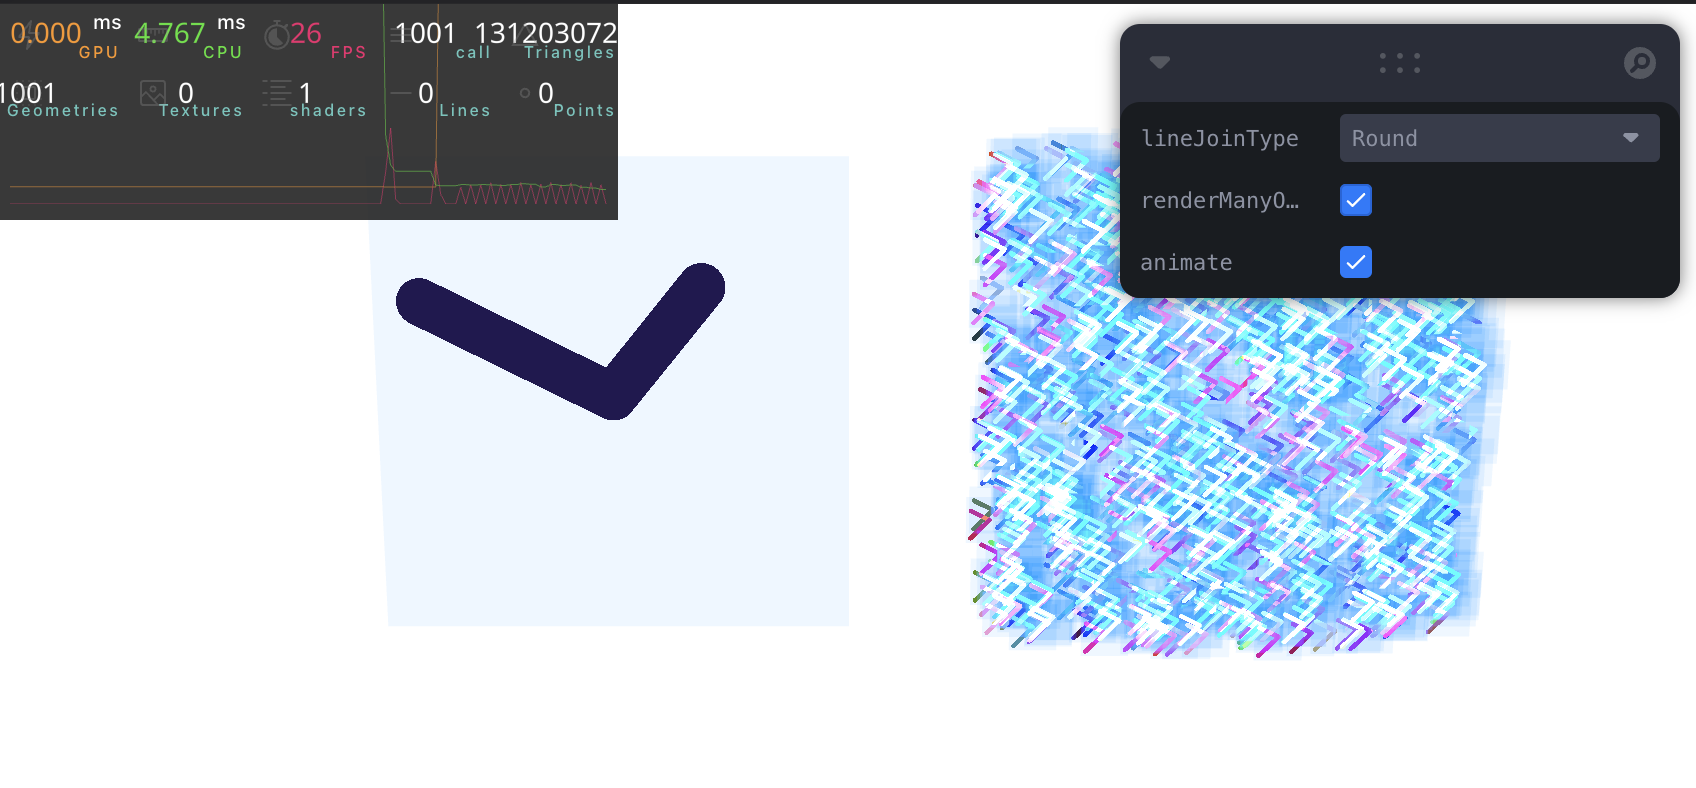 0.000 ms 4.767 ms 26 1001 131203072
GPU CPU FPS call Triangles
1001 0 1 0 0
Geometries Textures shaders Lines Points
lineJoinType Round
renderManyO…
animate